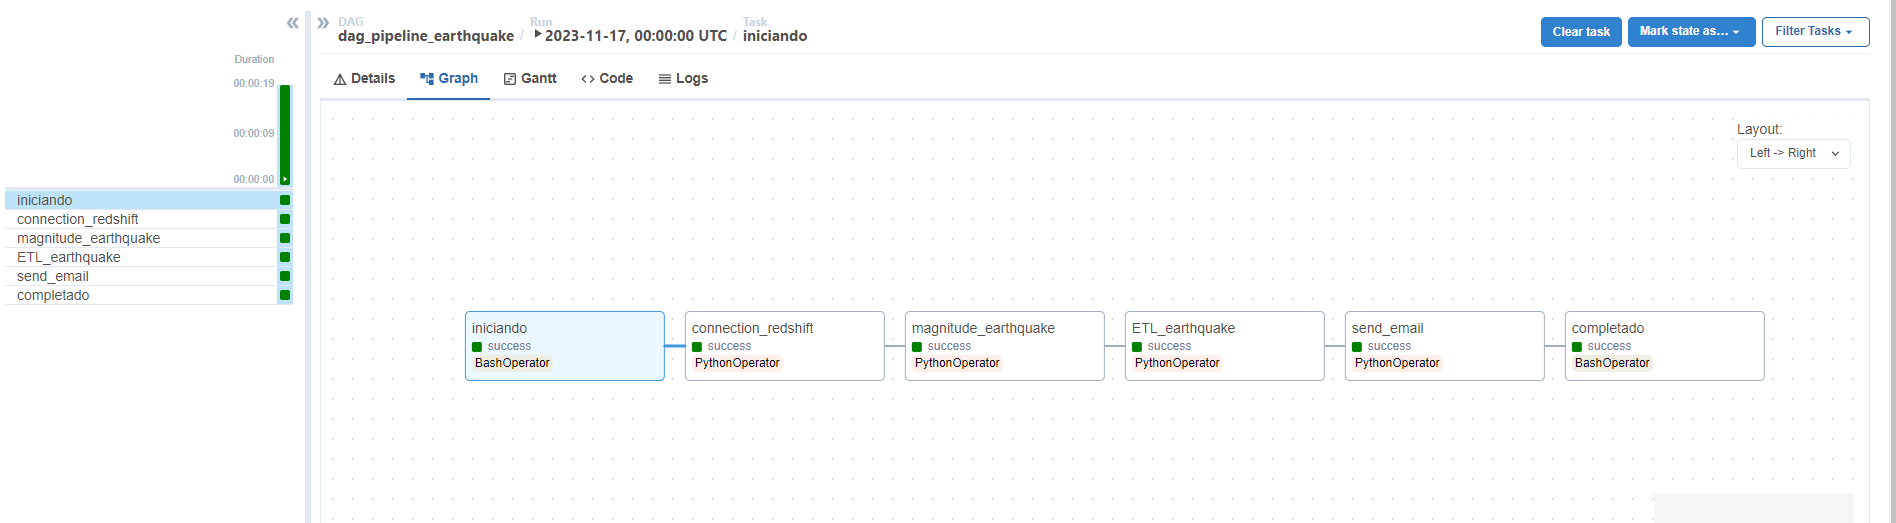 DAG Run Task
dag_pipeline_earthquake / 2023-11-17, 00:00:00 UTC / iniciando
Clear task Mark state as... Filter Tasks
Details Graph Gantt Code Logs
Duration
00:00:19
00:00:09
00:00:00
iniciando
connection_redshift
magnitude_earthquake
ETL_earthquake
send_email
completado
Layout:
Left -> Right
iniciando
success
BashOperator
connection_redshift
success
PythonOperator
magnitude_earthquake
success
PythonOperator
ETL_earthquake
success
PythonOperator
send_email
success
PythonOperator
completado
success
BashOperator